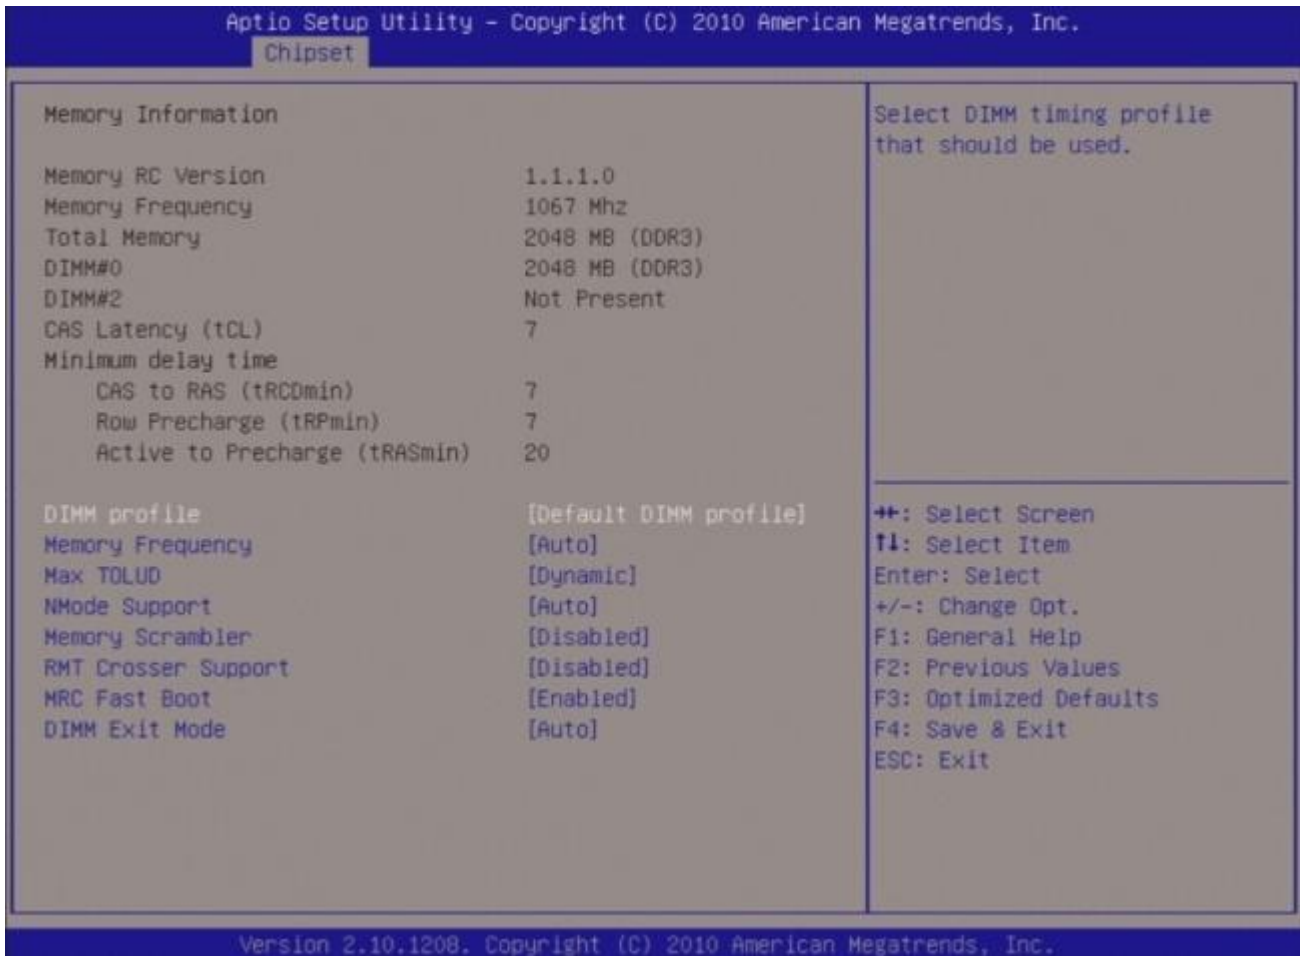 Aptio Setup Utility – Copyright (C) 2010 American Megatrends, Inc.
Chipset
Memory Information
Memory RC Version 1.1.1.0
Memory Frequency 1067 Mhz
Total Memory 2048 MB (DDR3)
DIMM#0 2048 MB (DDR3)
DIMM#2 Not Present
CAS Latency (tCL) 7
Minimum delay time
CAS to RAS (tRCDmin) 7
Row Precharge (tRPmin) 7
Active to Precharge (tRASmin) 20
DIMM profile [Default DIMM profile]
Memory Frequency [Auto]
Max TOLUD [Dynamic]
NMode Support [Auto]
Memory Scrambler [Disabled]
RMT Crosser Support [Disabled]
MRC Fast Boot [Enabled]
DIMM Exit Mode [Auto]
Select DIMM timing profile
that should be used.
→←: Select Screen
↑↓: Select Item
Enter: Select
+/-: Change Opt.
F1: General Help
F2: Previous Values
F3: Optimized Defaults
F4: Save & Exit
ESC: Exit
Version 2.10.1208. Copyright (C) 2010 American Megatrends, Inc.